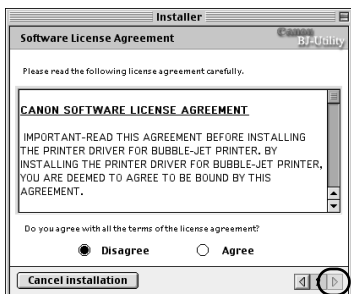 Installer
Software License Agreement
Canon
BJ-Utility
Please read the following license agreement carefully.
CANON SOFTWARE LICENSE AGREEMENT
IMPORTANT-READ THIS AGREEMENT BEFORE INSTALLING
THE PRINTER DRIVER FOR BUBBLE-JET PRINTER. BY
INSTALLING THE PRINTER DRIVER FOR BUBBLE-JET PRINTER,
YOU ARE DEEMED TO AGREE TO BE BOUND BY THIS
AGREEMENT.
Do you agree with all the terms of the license agreement?
Disagree
Agree
Cancel installation